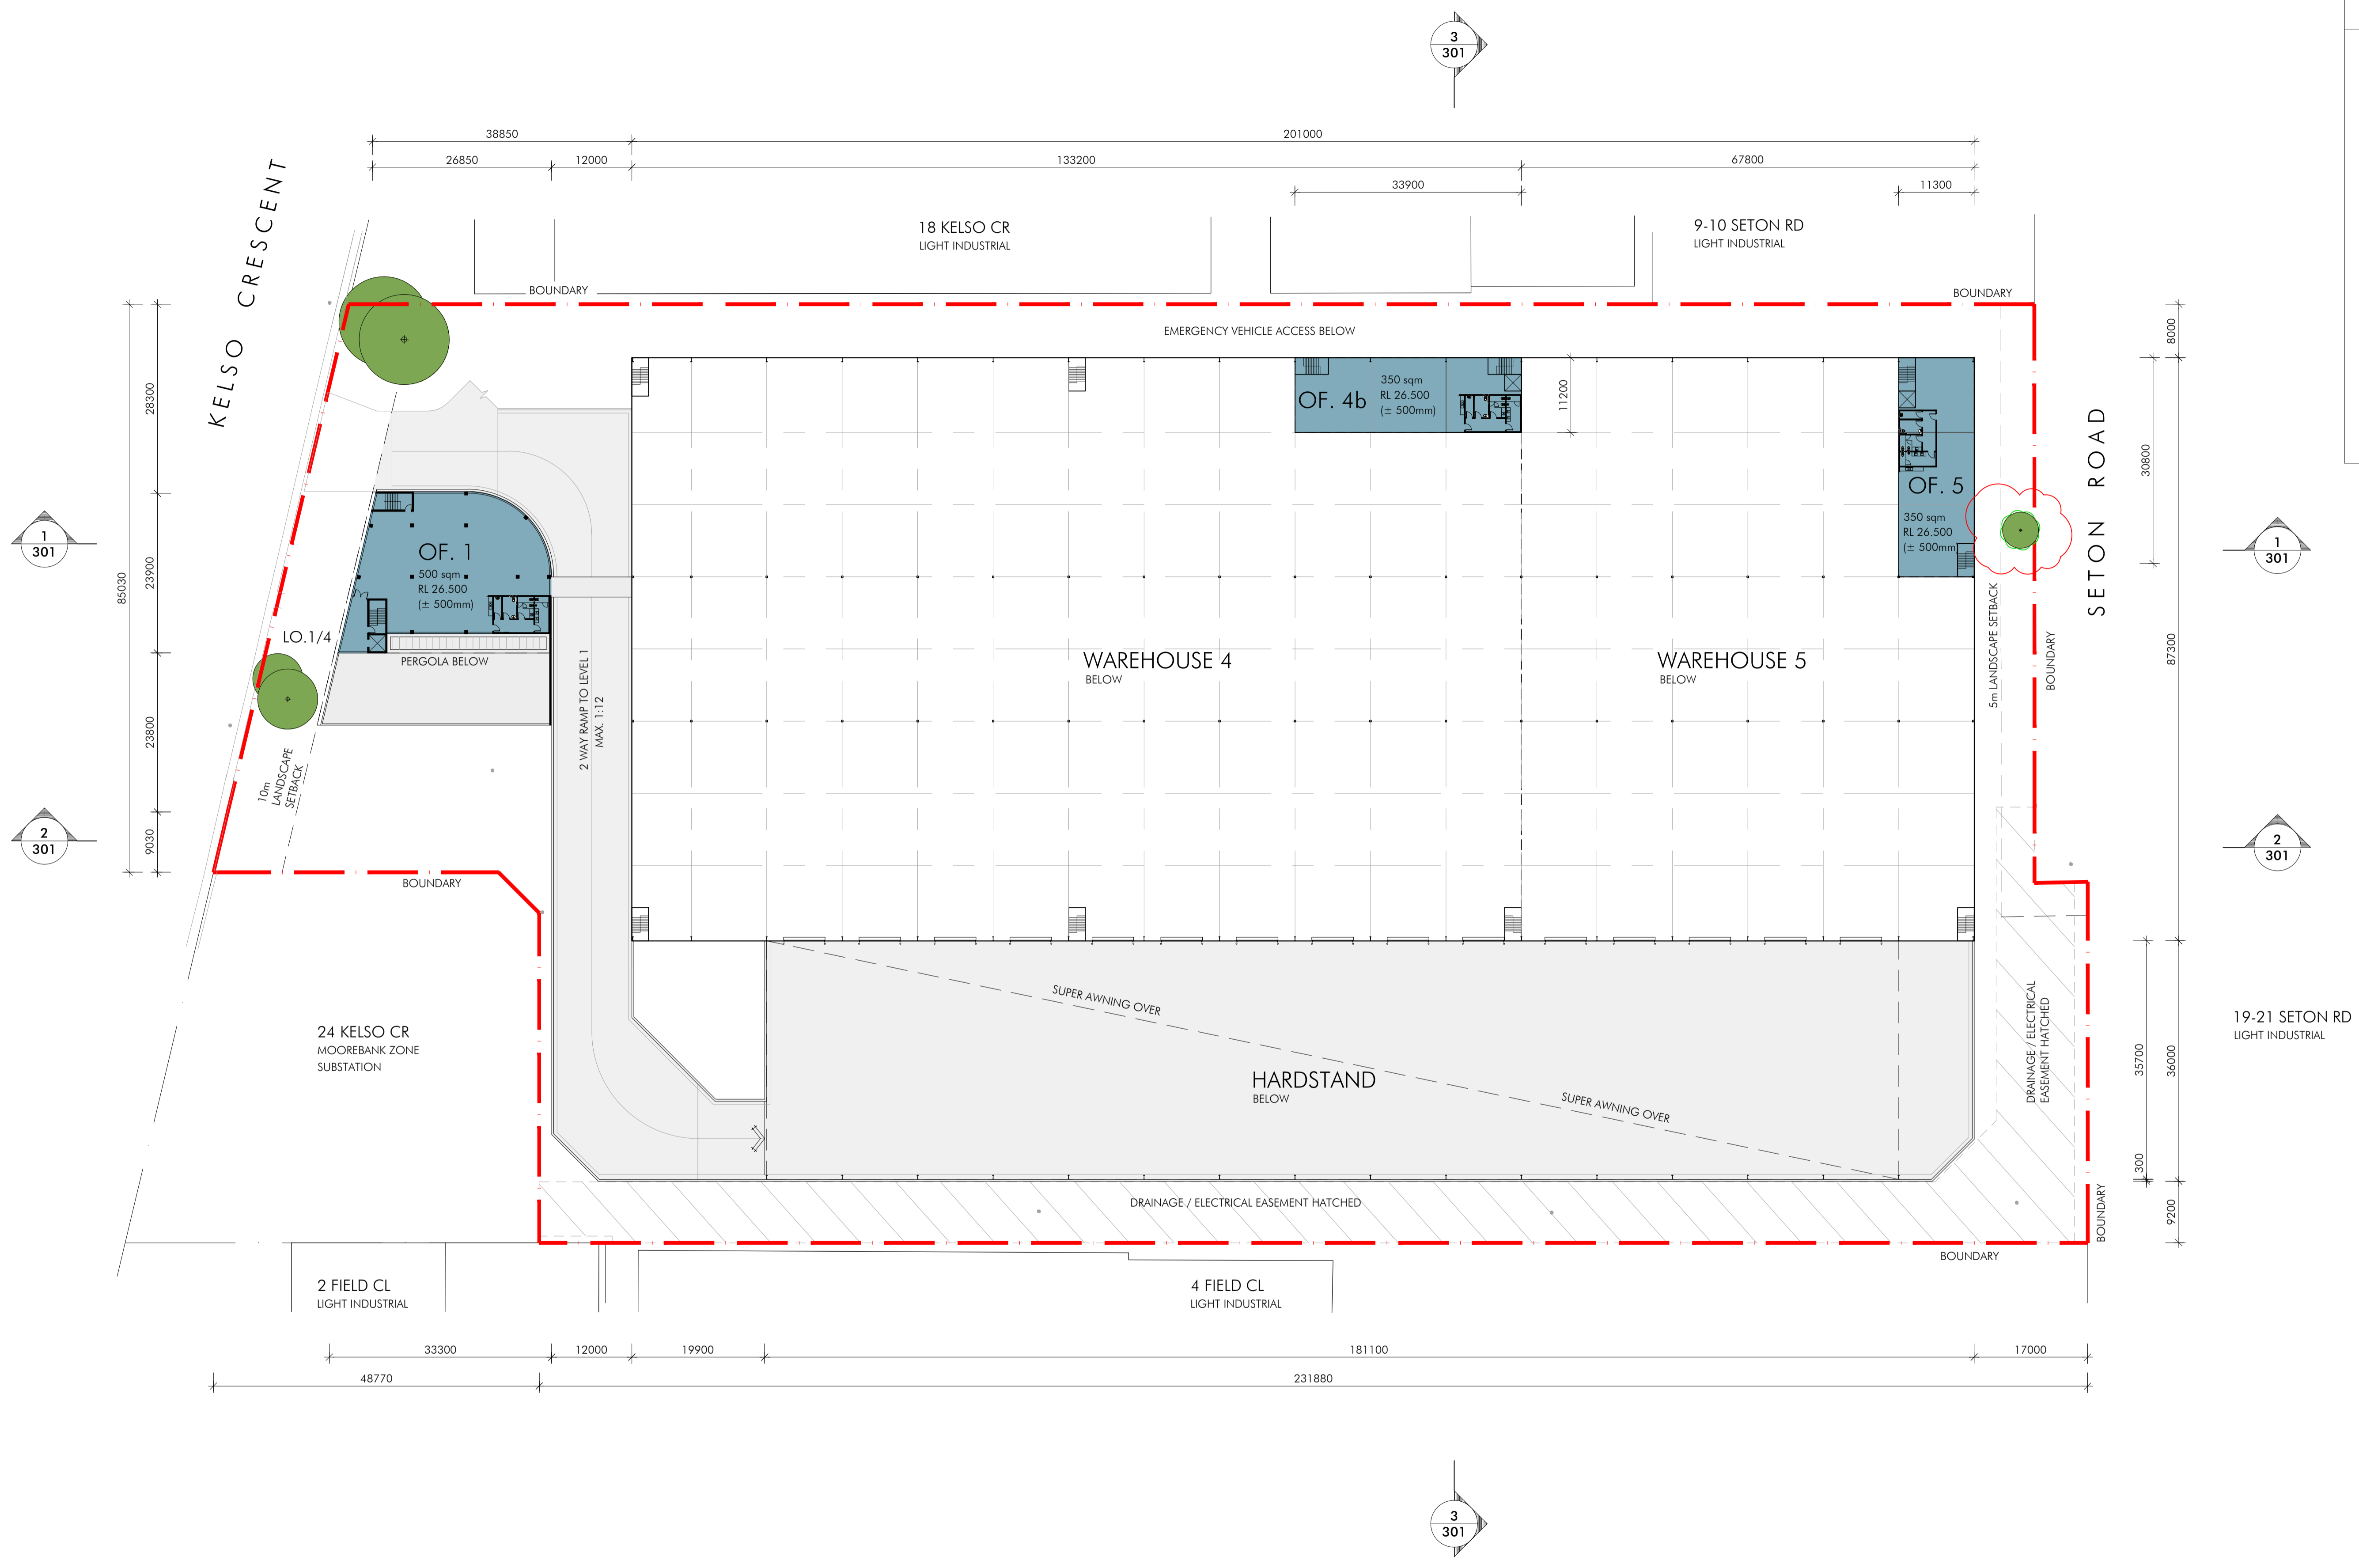 3
301
38850
201000
26850
12000
133200
67800
33900
11300
KELSO CRESCENT
18 KELSO CR
LIGHT INDUSTRIAL
9-10 SETON RD
LIGHT INDUSTRIAL
BOUNDARY
BOUNDARY
EMERGENCY VEHICLE ACCESS BELOW
8000
28300
OF. 4b
350 sqm
RL 26.500
(± 500mm)
11200
30800
SETON ROAD
OF. 5
350 sqm
RL 26.500
(± 500mm)
1
301
1
301
OF. 1
500 sqm
RL 26.500
(± 500mm)
23900
85030
LO.1/4
PERGOLA BELOW
2 WAY RAMP TO LEVEL 1
MAX. 1:12
WAREHOUSE 4
BELOW
WAREHOUSE 5
BELOW
5m LANDSCAPE SETBACK
BOUNDARY
87300
23800
10m
LANDSCAPE
SETBACK
9030
2
301
2
301
BOUNDARY
SUPER AWNING OVER
24 KELSO CR
MOOREBANK ZONE
SUBSTATION
HARDSTAND
BELOW
SUPER AWNING OVER
DRAINAGE / ELECTRICAL
EASEMENT HATCHED
19-21 SETON RD
LIGHT INDUSTRIAL
35700
36000
300
9200
DRAINAGE / ELECTRICAL EASEMENT HATCHED
BOUNDARY
BOUNDARY
2 FIELD CL
LIGHT INDUSTRIAL
4 FIELD CL
LIGHT INDUSTRIAL
33300
12000
19900
181100
17000
48770
231880
3
301